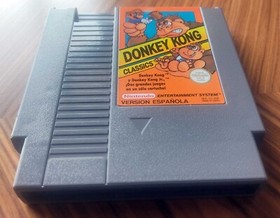 DONKEY KONG
CLASSICS
Donkey Kong
y Donkey Kong Jr.,
¡dos grandes juegos
en un sólo cartucho!
Nintendo
ENTERTAINMENT SYSTEM
VERSION ESPAÑOLA